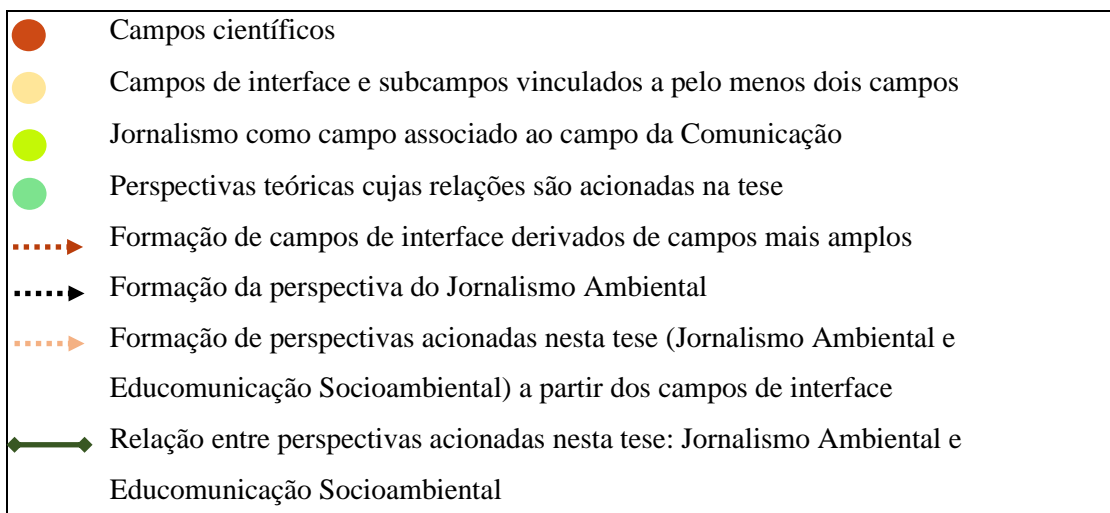 Campos científicos
Campos de interface e subcampos vinculados a pelo menos dois campos
Jornalismo como campo associado ao campo da Comunicação
Perspectivas teóricas cujas relações são acionadas na tese
Formação de campos de interface derivados de campos mais amplos
Formação da perspectiva do Jornalismo Ambiental
Formação de perspectivas acionadas nesta tese (Jornalismo Ambiental e
Educomunicação Socioambiental) a partir dos campos de interface
Relação entre perspectivas acionadas nesta tese: Jornalismo Ambiental e
Educomunicação Socioambiental